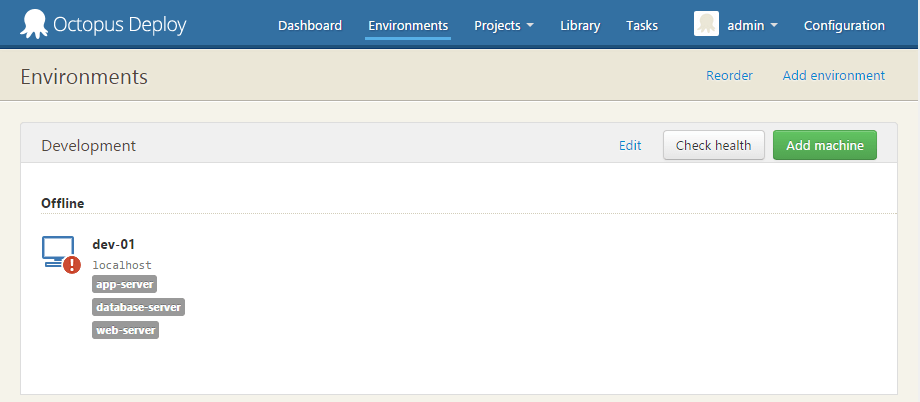 Octopus Deploy Dashboard Environments Projects Library Tasks admin Configuration
Environments Reorder Add environment
Development Edit Check health Add machine
Offline
dev-01
localhost
app-server
database-server
web-server